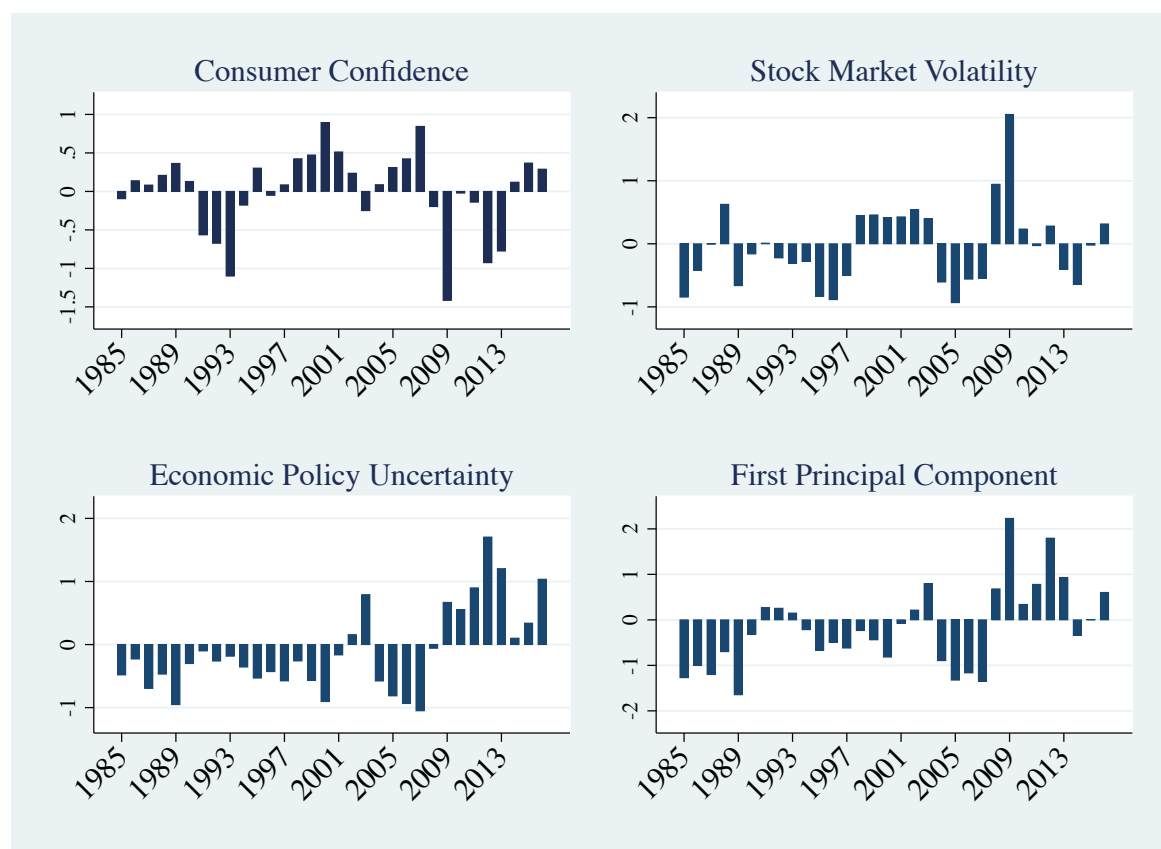 Consumer Confidence
1
.5
0
-.5
-1
-1.5
1985 1989 1993 1997 2001 2005 2009 2013
Stock Market Volatility
2
1
0
-1
1985 1989 1993 1997 2001 2005 2009 2013
Economic Policy Uncertainty
2
1
0
-1
1985 1989 1993 1997 2001 2005 2009 2013
First Principal Component
2
1
0
-1
-2
1985 1989 1993 1997 2001 2005 2009 2013